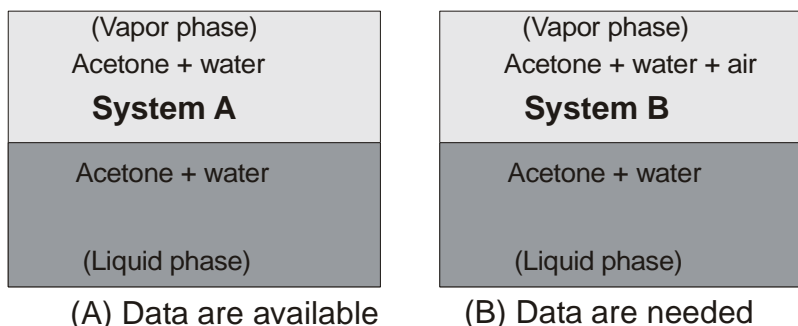 (Vapor phase)
Acetone + water
System A
Acetone + water
(Liquid phase)
(A) Data are available
(Vapor phase)
Acetone + water + air
System B
Acetone + water
(Liquid phase)
(B) Data are needed